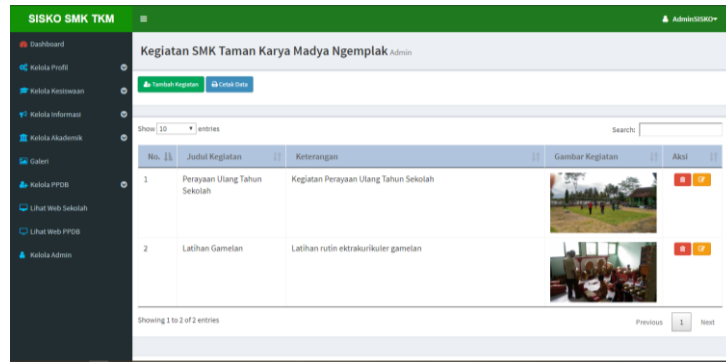 SISKO SMK TKM
AdminSISKO
Dashboard
Kelola Profil
Kelola Kesiswaan
Kelola Informasi
Kelola Akademik
Galeri
Kelola PPDB
Lihat Web Sekolah
Lihat Web PPDB
Kelola Admin
Kegiatan SMK Taman Karya Madya Ngemplak Admin
Tambah Kegiatan Cetak Data
Show 10 entries Search:
No. Judul Kegiatan Keterangan Gambar Kegiatan Aksi
1 Perayaan Ulang Tahun Kegiatan Perayaan Ulang Tahun Sekolah
Sekolah
2 Latihan Gamelan Latihan rutin ektrakurikuler gamelan
Showing 1 to 2 of 2 entries Previous 1 Next